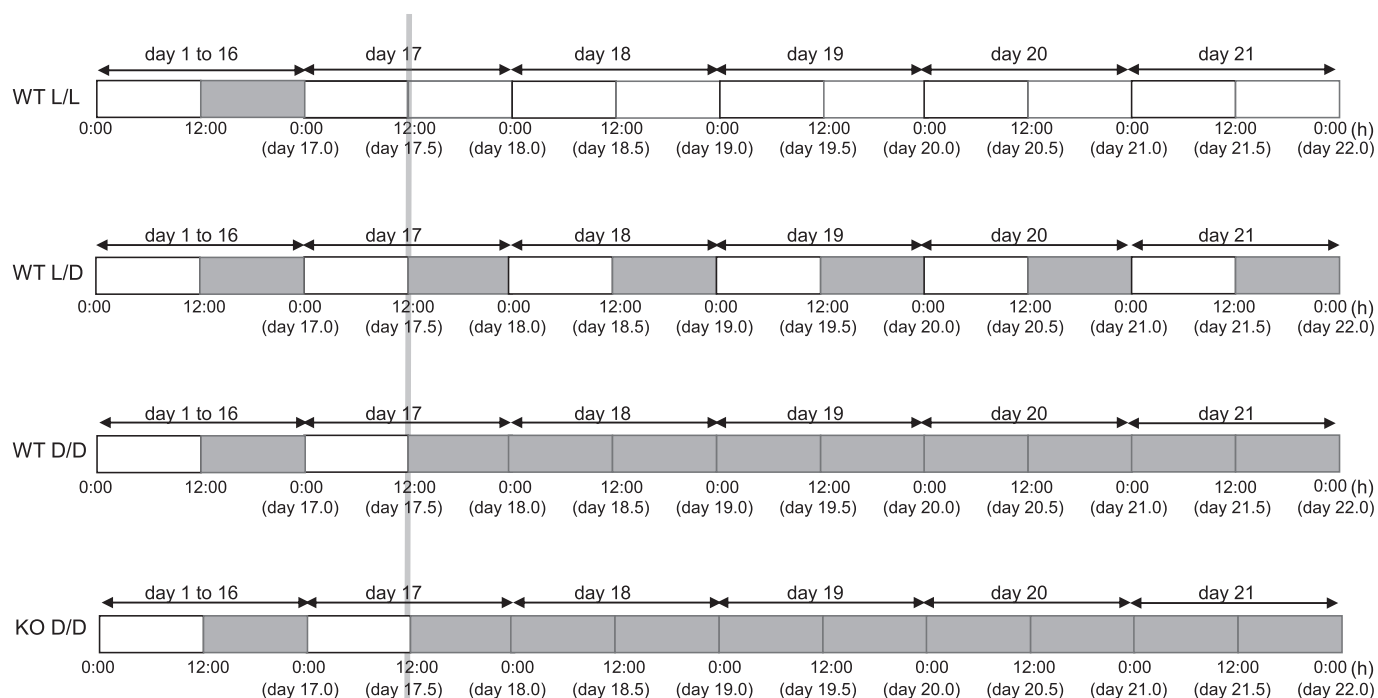 day 1 to 16 day 17 day 18 day 19 day 20 day 21
WT L/L
0:00 12:00 0:00 12:00 0:00 12:00 0:00 12:00 0:00 12:00 0:00 12:00 0:00 (h)
(day 17.0) (day 17.5) (day 18.0) (day 18.5) (day 19.0) (day 19.5) (day 20.0) (day 20.5) (day 21.0) (day 21.5) (day 22.0)
day 1 to 16 day 17 day 18 day 19 day 20 day 21
WT L/D
0:00 12:00 0:00 12:00 0:00 12:00 0:00 12:00 0:00 12:00 0:00 12:00 0:00 (h)
(day 17.0) (day 17.5) (day 18.0) (day 18.5) (day 19.0) (day 19.5) (day 20.0) (day 20.5) (day 21.0) (day 21.5) (day 22.0)
day 1 to 16 day 17 day 18 day 19 day 20 day 21
WT D/D
0:00 12:00 0:00 12:00 0:00 12:00 0:00 12:00 0:00 12:00 0:00 12:00 0:00 (h)
(day 17.0) (day 17.5) (day 18.0) (day 18.5) (day 19.0) (day 19.5) (day 20.0) (day 20.5) (day 21.0) (day 21.5) (day 22.0)
day 1 to 16 day 17 day 18 day 19 day 20 day 21
KO D/D
0:00 12:00 0:00 12:00 0:00 12:00 0:00 12:00 0:00 12:00 0:00 12:00 0:00 (h)
(day 17.0) (day 17.5) (day 18.0) (day 18.5) (day 19.0) (day 19.5) (day 20.0) (day 20.5) (day 21.0) (day 21.5) (day 22.0)